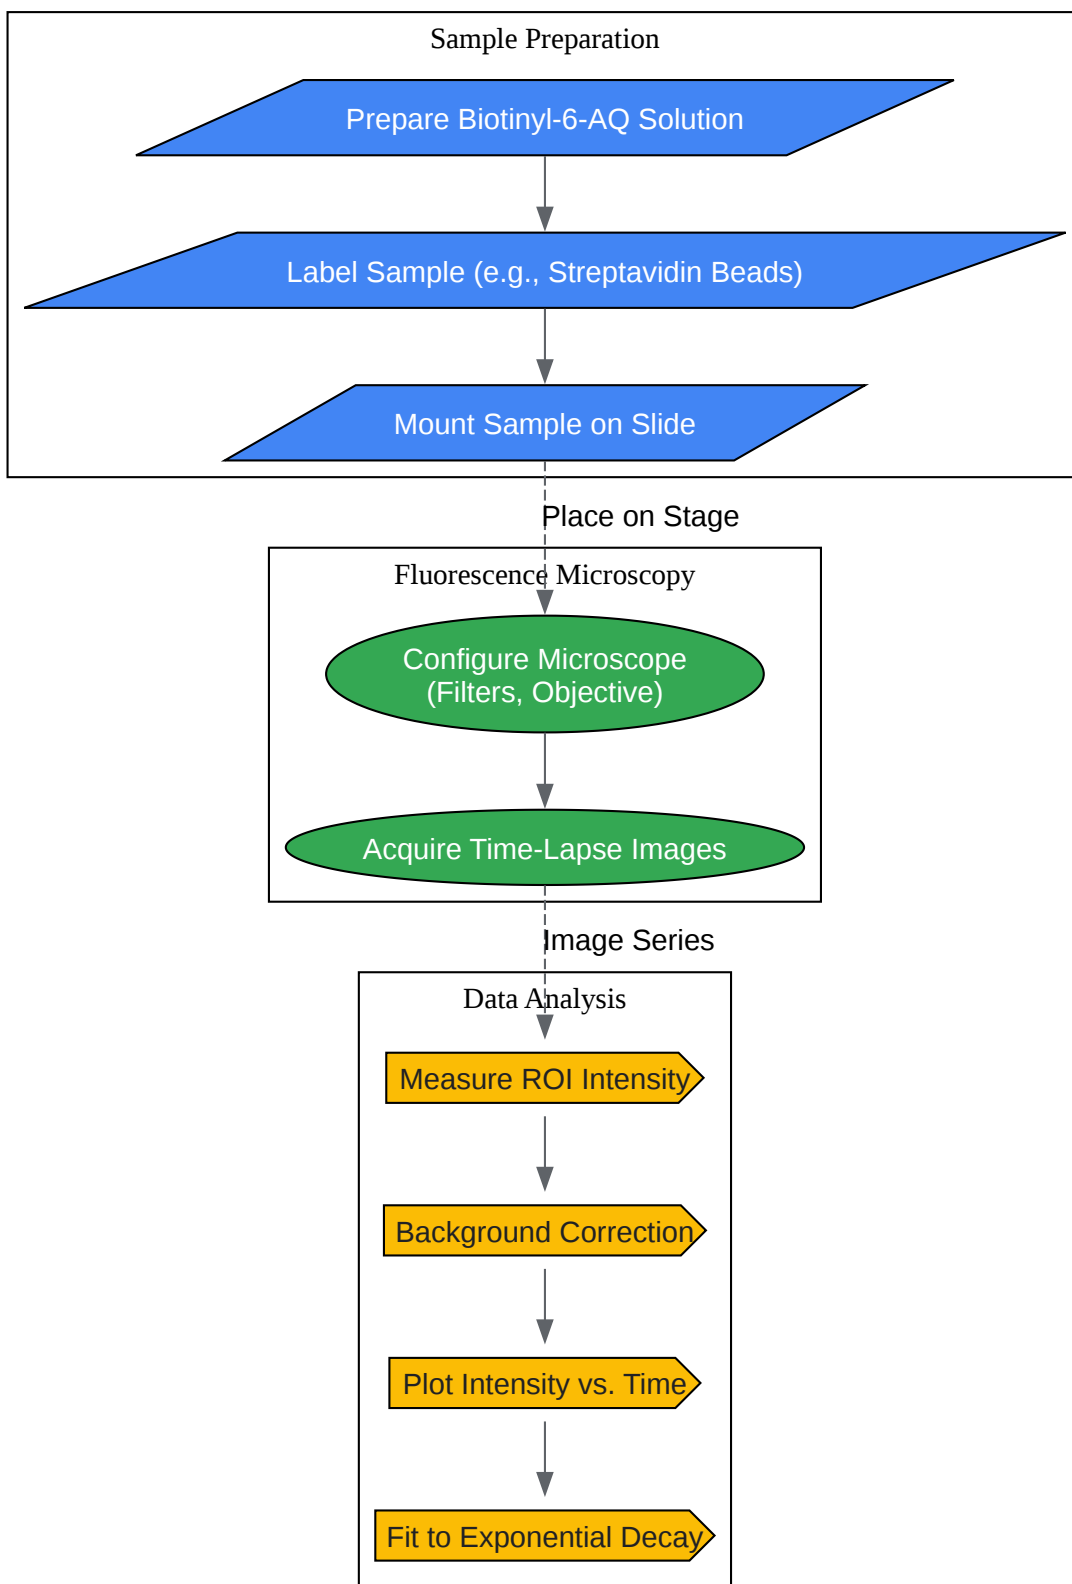 Sample Preparation
Prepare Biotinyl-6-AQ Solution
Label Sample (e.g., Streptavidin Beads)
Mount Sample on Slide
Place on Stage
Fluorescence Microscopy
Configure Microscope
(Filters, Objective)
Acquire Time-Lapse Images
Image Series
Data Analysis
Measure ROI Intensity
Background Correction
Plot Intensity vs. Time
Fit to Exponential Decay